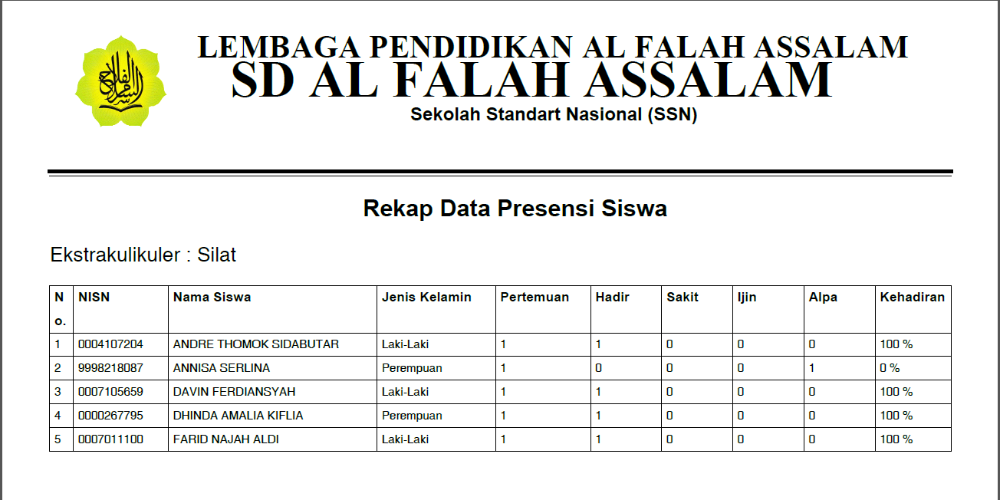 الفلاح
السلام
LEMBAGA PENDIDIKAN AL FALAH ASSALAM
SD AL FALAH ASSALAM
Sekolah Standart Nasional (SSN)
Rekap Data Presensi Siswa
Ekstrakulikuler : Silat
No. NISN Nama Siswa Jenis Kelamin Pertemuan Hadir Sakit Ijin Alpa Kehadiran
1 0004107204 ANDRE THOMOK SIDABUTAR Laki-Laki 1 1 0 0 0 100 %
2 9998218087 ANNISA SERLINA Perempuan 1 0 0 0 1 0 %
3 0007105659 DAVIN FERDIANSYAH Laki-Laki 1 1 0 0 0 100 %
4 0000267795 DHINDA AMALIA KIFLIA Perempuan 1 1 0 0 0 100 %
5 0007011100 FARID NAJAH ALDI Laki-Laki 1 1 0 0 0 100 %